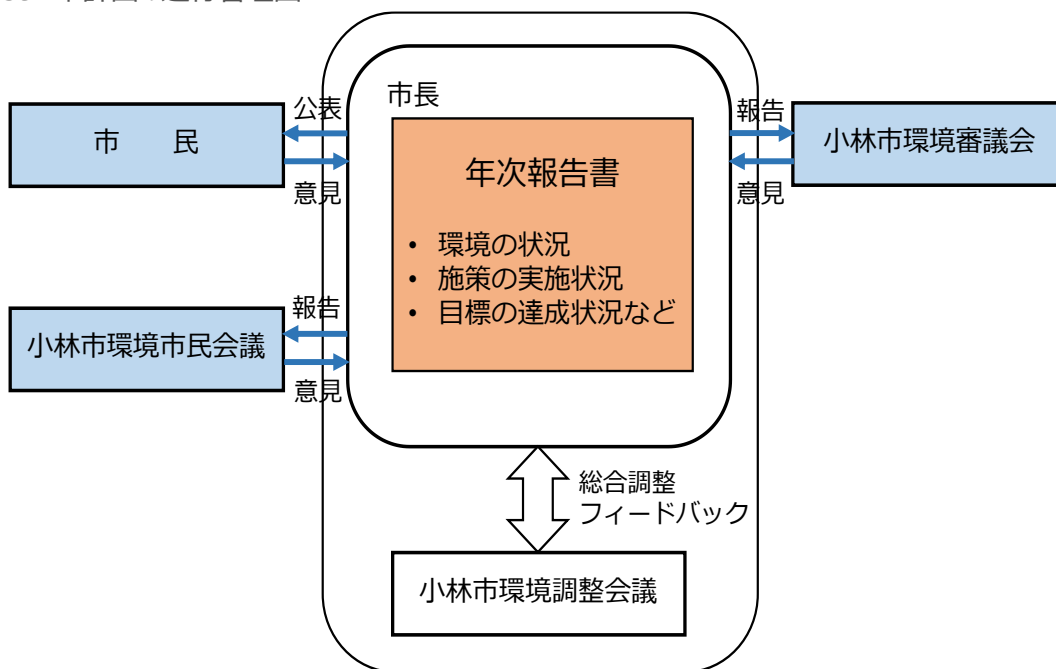 公表
市長
報告
市　　民
小林市環境審議会
年次報告書
意見
意見
• 環境の状況
• 施策の実施状況
• 目標の達成状況など
報告
小林市環境市民会議
意見
総合調整
フィードバック
小林市環境調整会議